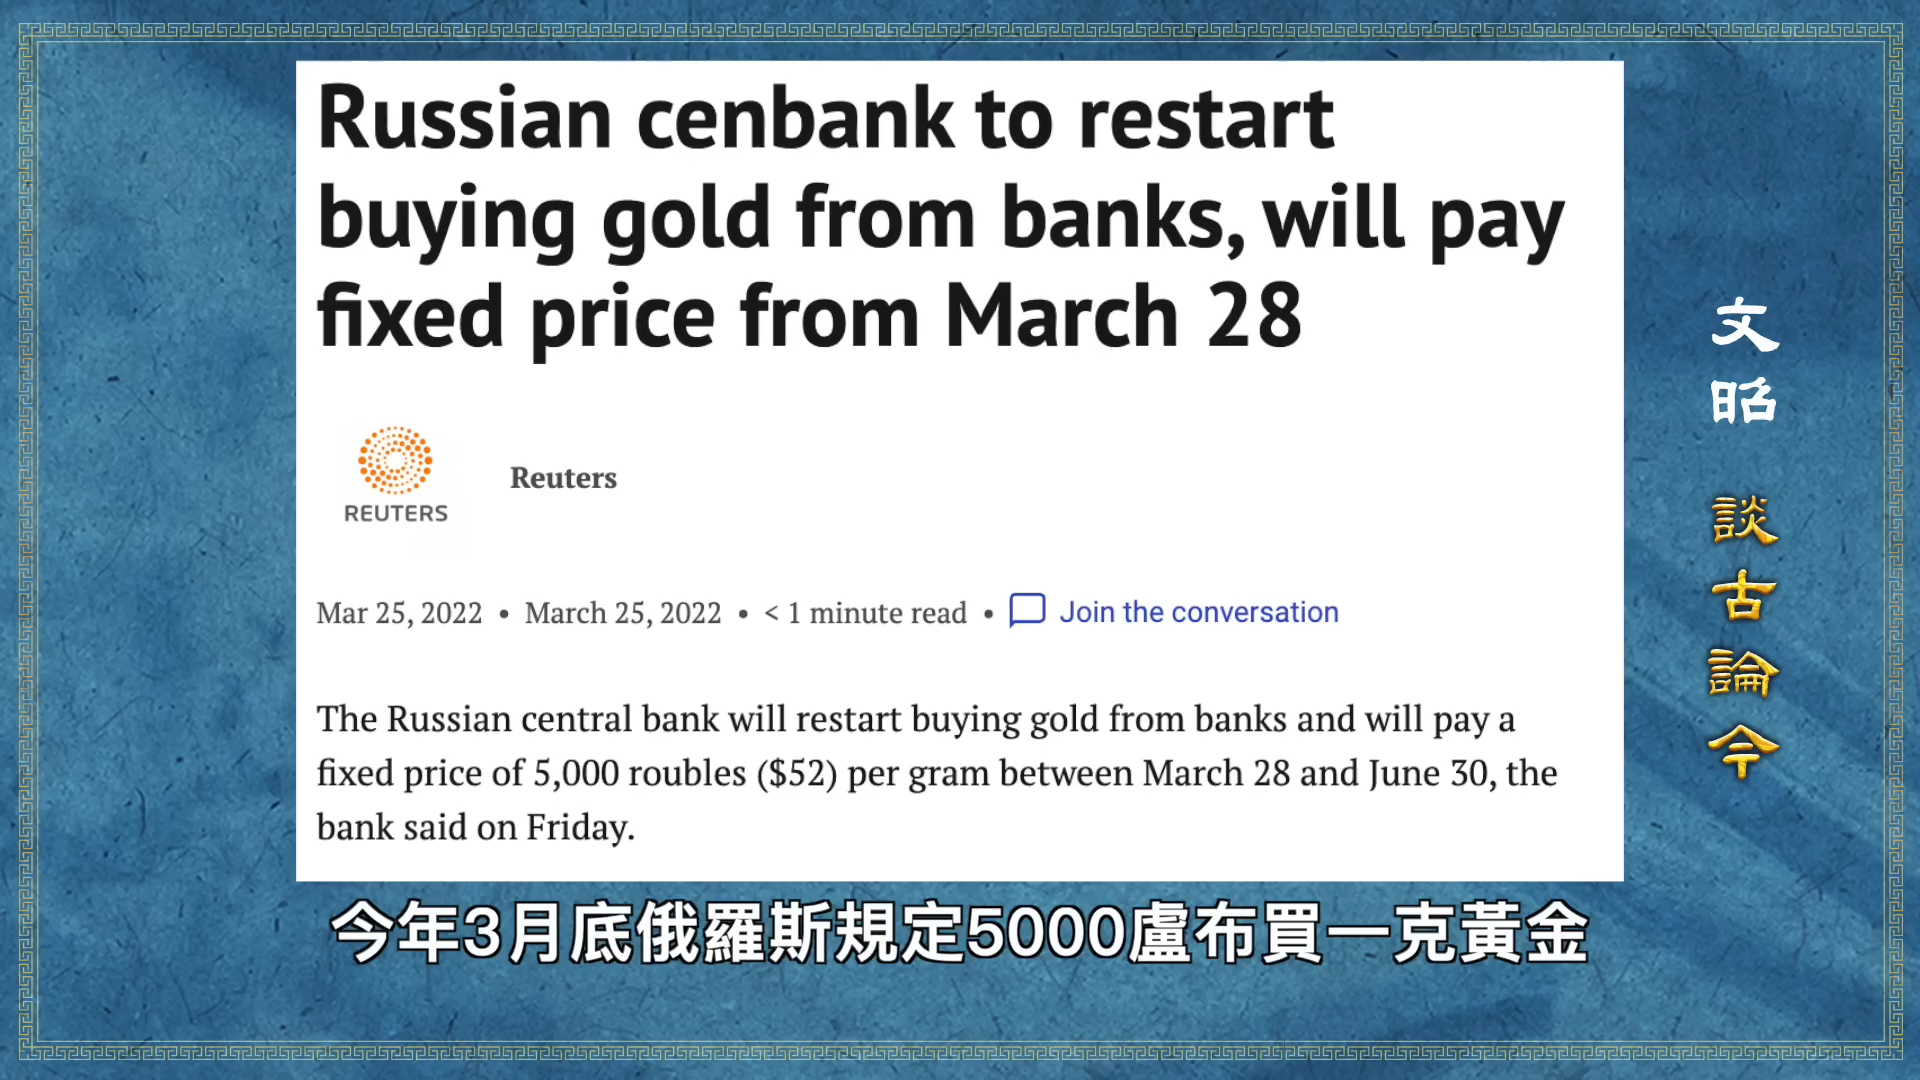 Russian cenbank to restart
buying gold from banks, will pay
fixed price from March 28
REUTERS
Reuters
Mar 25, 2022 • March 25, 2022 • < 1 minute read • Join the conversation
The Russian central bank will restart buying gold from banks and will pay a
fixed price of 5,000 roubles ($52) per gram between March 28 and June 30, the
bank said on Friday.
今年3月底俄羅斯規定5000盧布買一克黃金
文昭
談古論今